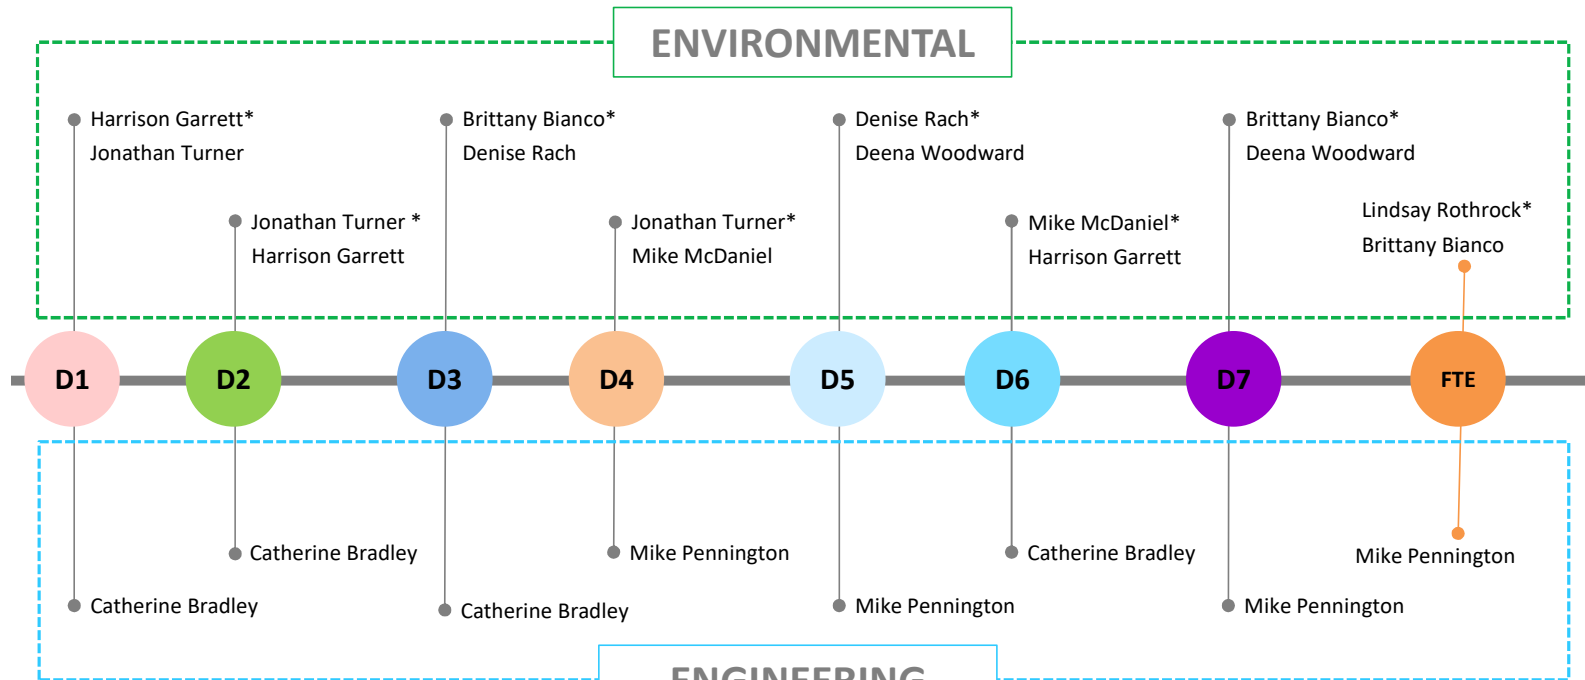 ENVIRONMENTAL
Harrison Garrett*
Jonathan Turner
Brittany Bianco*
Denise Rach
Denise Rach*
Deena Woodward
Brittany Bianco*
Deena Woodward
Jonathan Turner *
Harrison Garrett
Jonathan Turner*
Mike McDaniel
Mike McDaniel*
Harrison Garrett
Lindsay Rothrock*
Brittany Bianco
D1
D2
D3
D4
D5
D6
D7
FTE
Catherine Bradley
Mike Pennington
Catherine Bradley
Mike Pennington
Catherine Bradley
Catherine Bradley
Mike Pennington
Mike Pennington
ENGINEERING